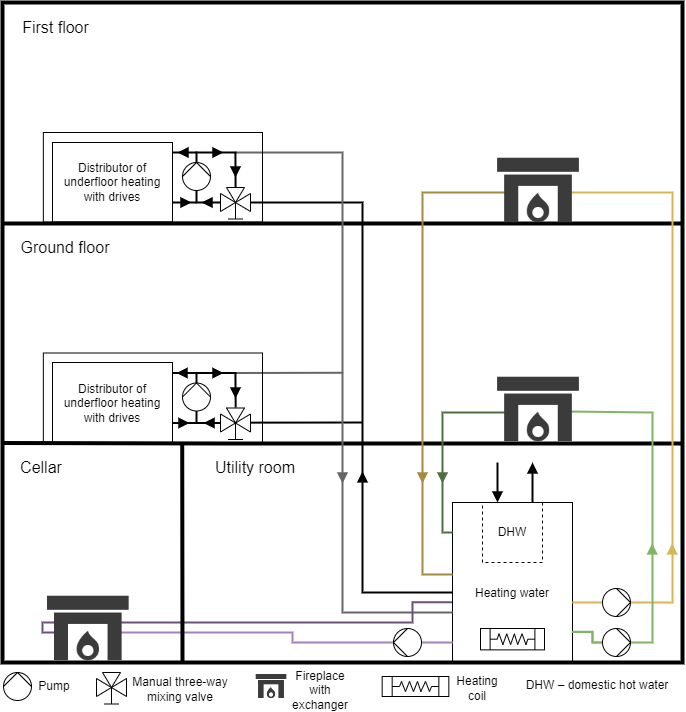 First floor
Distributor of
underfloor heating
with drives
Ground floor
Distributor of
underfloor heating
with drives
Cellar
Utility room
DHW
Heating water
Pump
Manual three-way
mixing valve
Fireplace
with
exchanger
Heating
coil
DHW – domestic hot water